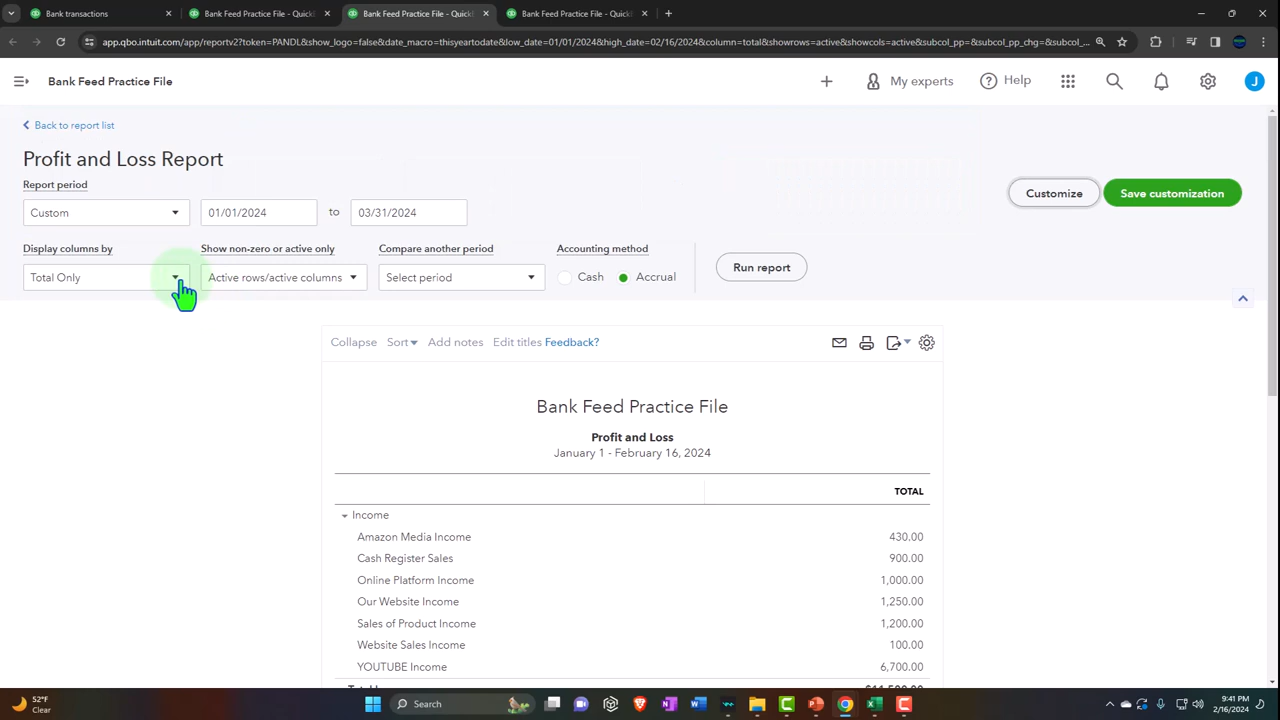 Bank transactions
Bank Feed Practice File - Quick
Bank Feed Practice File - Quick
Bank Feed Practice File - Quick
app.qbo.intuit.com/app/reportv2?token=PANDL&show_logo=false&date_macro=thisyeartodate&low_date=01/01/2024&high_date=02/16/2024&column=total&showrows=active&showcols=active&subcol_pp=&subcol_pp_chg=&subcol_pp_...
Bank Feed Practice File
My experts
Help
J
Back to report list
Profit and Loss Report
Report period
Customize
Save customization
Custom
01/01/2024
to
03/31/2024
Display columns by
Show non-zero or active only
Compare another period
Accounting method
Total Only
Active rows/active columns
Select period
Cash
Accrual
Run report
Collapse
Sort
Add notes
Edit titles
Feedback?
Bank Feed Practice File
Profit and Loss
January 1 - February 16, 2024
TOTAL
Income
Amazon Media Income 430.00
Cash Register Sales 900.00
Online Platform Income 1,000.00
Our Website Income 1,250.00
Sales of Product Income 1,200.00
Website Sales Income 100.00
YOUTUBE Income 6,700.00
52°F
Clear
Search
9:41 PM
2/16/2024